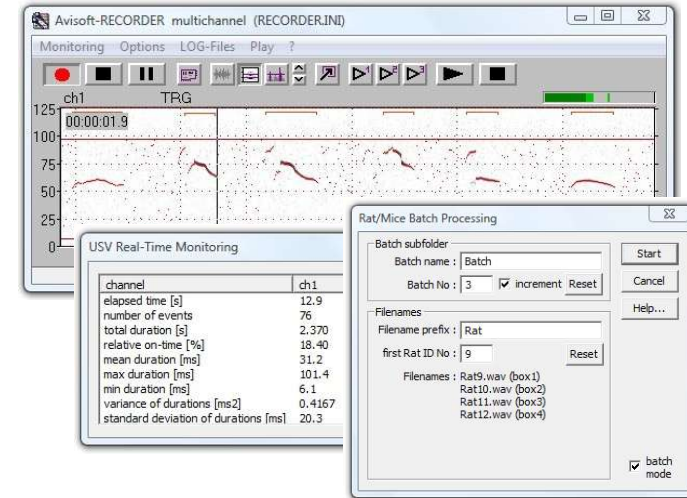 Avisoft-RECORDER multichannel (RECORDER.INI)
Monitoring Options LOG-Files Play ?
ch1 TRG
00:00:01.9
125
100
75
50
25
0
USV Real-Time Monitoring
channel ch1
elapsed time [s] 12.9
number of events 76
total duration [s] 2.370
relative on-time [%] 18.40
mean duration [ms] 31.2
max duration [ms] 101.4
min duration [ms] 6.1
variance of durations [ms2] 0.4167
standard deviation of durations [ms] 20.3
Rat/Mice Batch Processing
Batch subfolder
Batch name : Batch
Batch No : 3 increment Reset
Filenames
Filename prefix : Rat
first Rat ID No : 9 Reset
Filenames : Rat9.wav (box1)
Rat10.wav (box2)
Rat11.wav (box3)
Rat12.wav (box4)
Start
Cancel
Help...
batch
mode